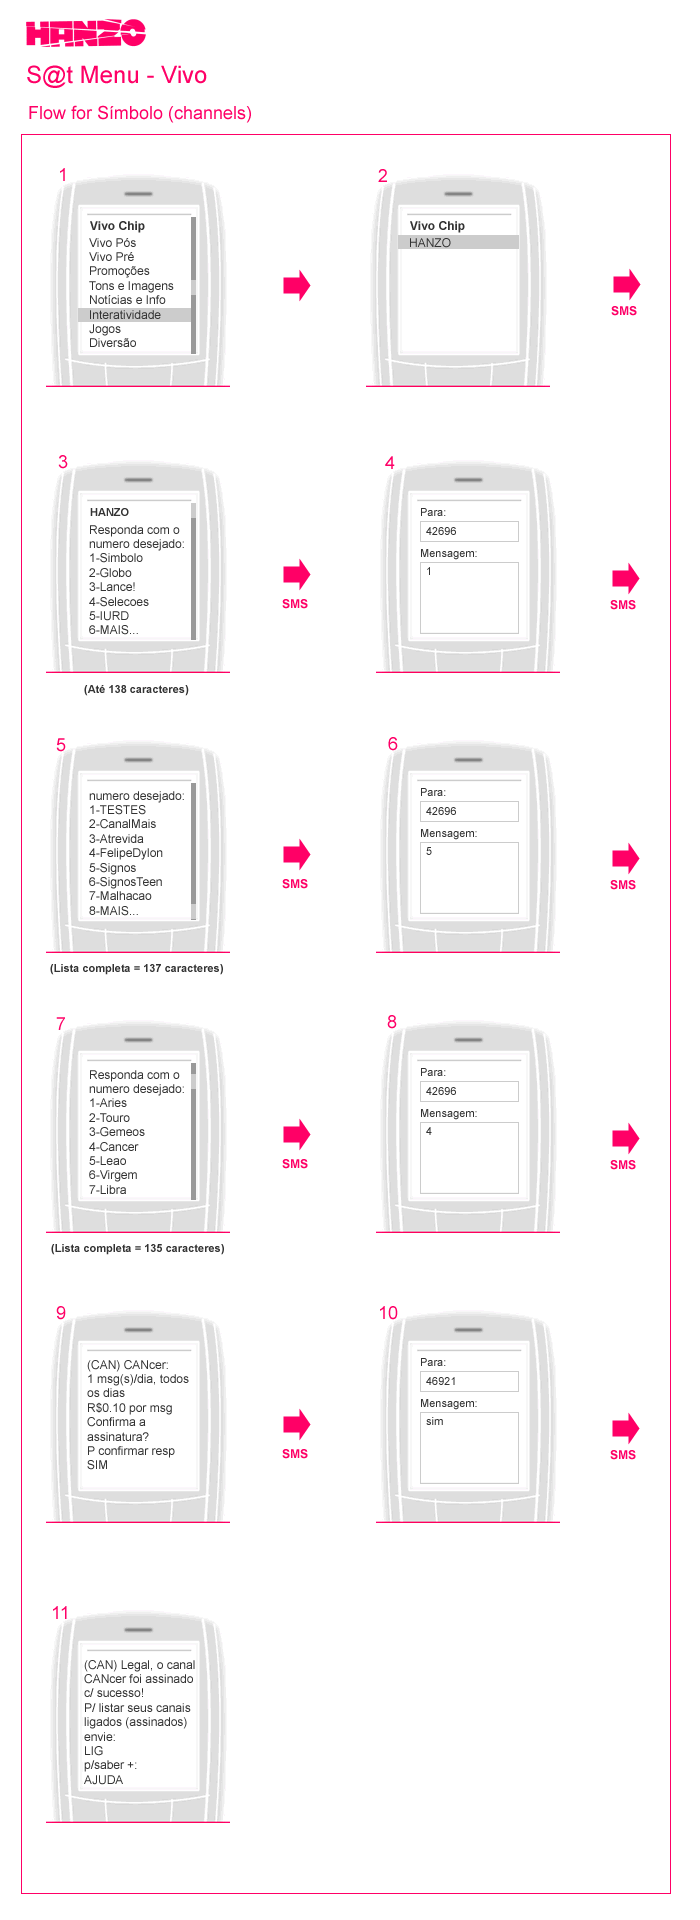 HANZO
S@t Menu - Vivo
Flow for Símbolo (channels)
1
Vivo Chip
Vivo Pós
Vivo Pré
Promoções
Tons e Imagens
Notícias e Info
Interatividade
Jogos
Diversão
2
Vivo Chip
HANZO
SMS
3
HANZO
Responda com o
numero desejado:
1-Simbolo
2-Globo
3-Lance!
4-Selecoes
5-IURD
6-MAIS...
(Até 138 caracteres)
SMS
4
Para:
42696
Mensagem:
1
SMS
5
numero desejado:
1-TESTES
2-CanalMais
3-Atrevida
4-FelipeDylon
5-Signos
6-SignosTeen
7-Malhacao
8-MAIS...
(Lista completa = 137 caracteres)
SMS
6
Para:
42696
Mensagem:
5
SMS
7
Responda com o
numero desejado:
1-Aries
2-Touro
3-Gemeos
4-Cancer
5-Leao
6-Virgem
7-Libra
(Lista completa = 135 caracteres)
SMS
8
Para:
42696
Mensagem:
4
SMS
9
(CAN) CANcer:
1 msg(s)/dia, todos
os dias
R$0.10 por msg
Confirma a
assinatura?
P confirmar resp
SIM
SMS
10
Para:
46921
Mensagem:
sim
SMS
11
(CAN) Legal, o canal
CANcer foi assinado
c/ sucesso!
P/ listar seus canais
ligados (assinados)
envie:
LIG
p/saber +:
AJUDA